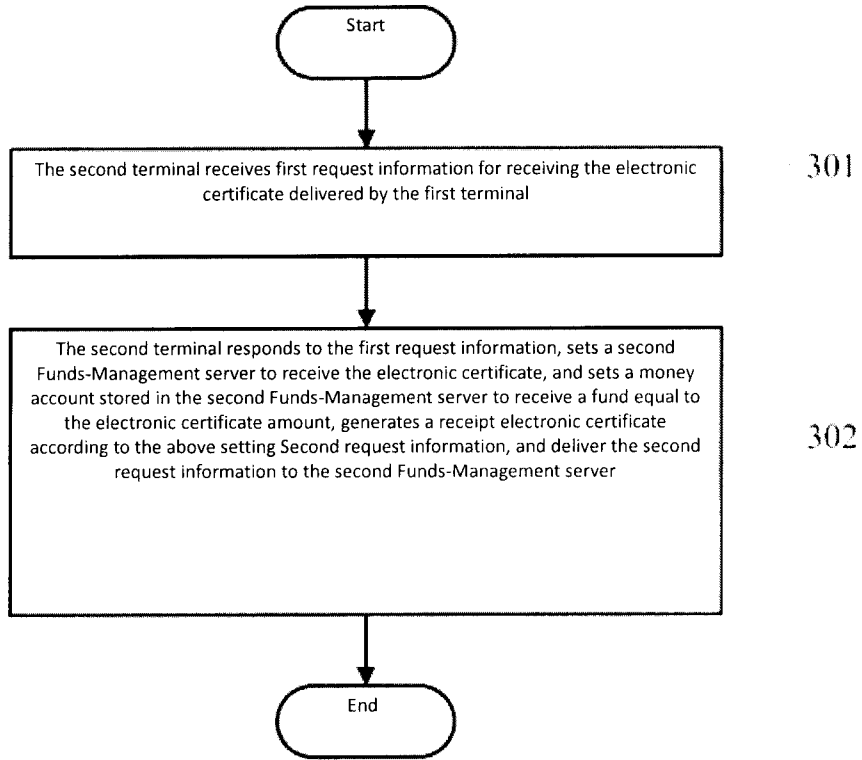 Start
The second terminal receives first request information for receiving the electronic
certificate delivered by the first terminal
301
The second terminal responds to the first request information, sets a second
Funds-Management server to receive the electronic certificate, and sets a money
account stored in the second Funds-Management server to receive a fund equal to
the electronic certificate amount, generates a receipt electronic certificate
according to the above setting Second request information, and deliver the second
request information to the second Funds-Management server
302
End